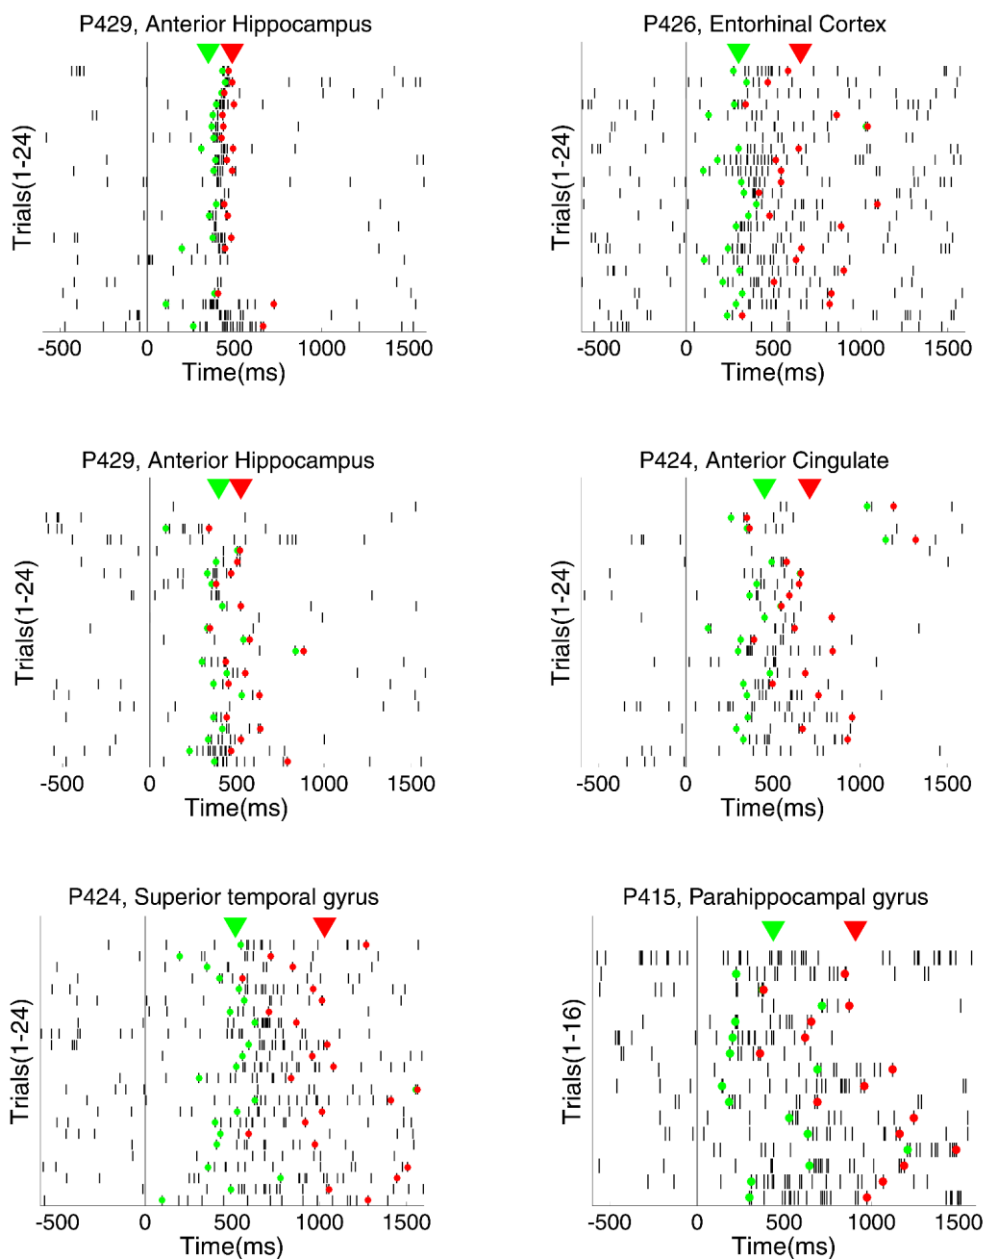 P429, Anterior Hippocampus
Trials(1-24)
-500 0 500 1000 1500
Time(ms)
P426, Entorhinal Cortex
Trials(1-24)
-500 0 500 1000 1500
Time(ms)
P429, Anterior Hippocampus
Trials(1-24)
-500 0 500 1000 1500
Time(ms)
P424, Anterior Cingulate
Trials(1-24)
-500 0 500 1000 1500
Time(ms)
P424, Superior temporal gyrus
Trials(1-24)
-500 0 500 1000 1500
Time(ms)
P415, Parahippocampal gyrus
Trials(1-16)
-500 0 500 1000 1500
Time(ms)